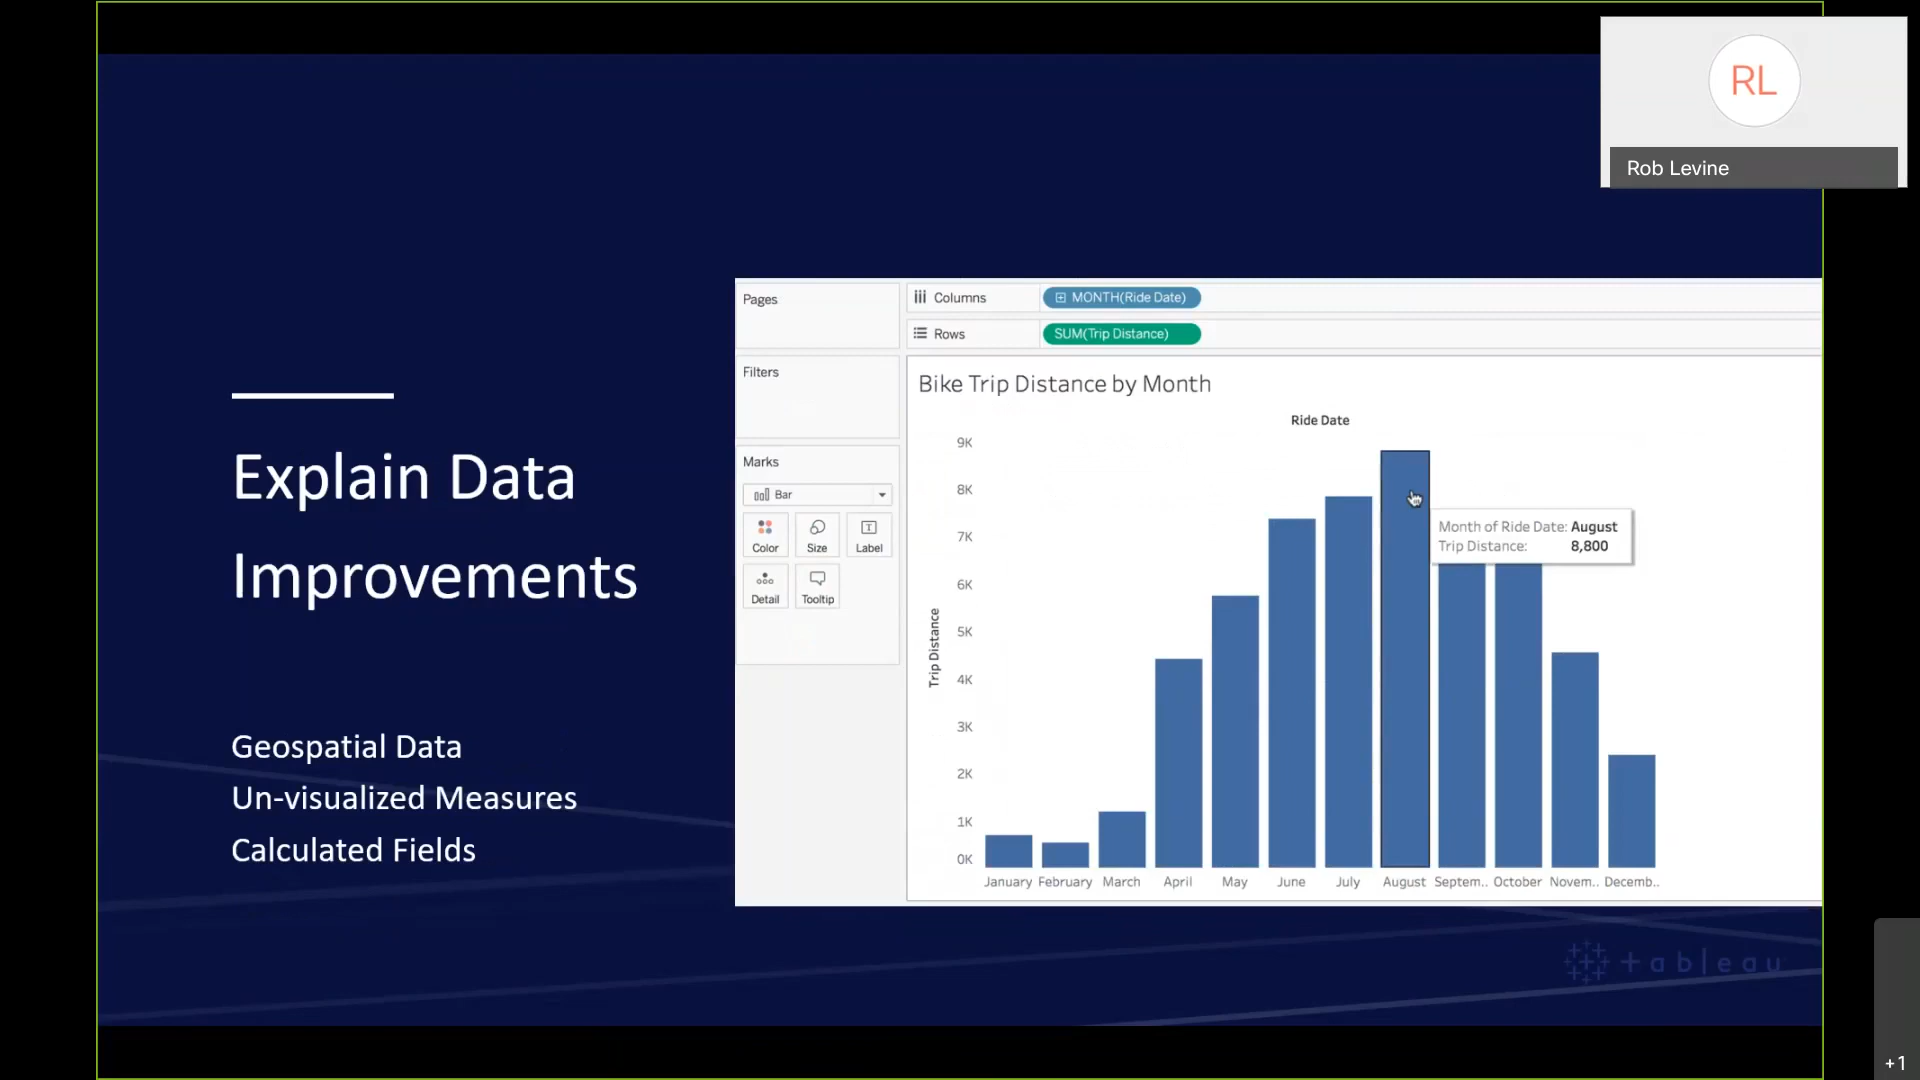 RL
Rob Levine
Explain Data
Improvements
Geospatial Data
Un-visualized Measures
Calculated Fields
Pages
Columns
MONTH(Ride Date)
Rows
SUM(Trip Distance)
Filters
Marks
Bar
Color
Size
Label
Detail
Tooltip
Bike Trip Distance by Month
Ride Date
Trip Distance
9K
8K
7K
6K
5K
4K
3K
2K
1K
0K
Month of Ride Date: August
Trip Distance: 8,800
January February March April May June July August Septem.. October Novem.. Decemb..
+ableau
+1